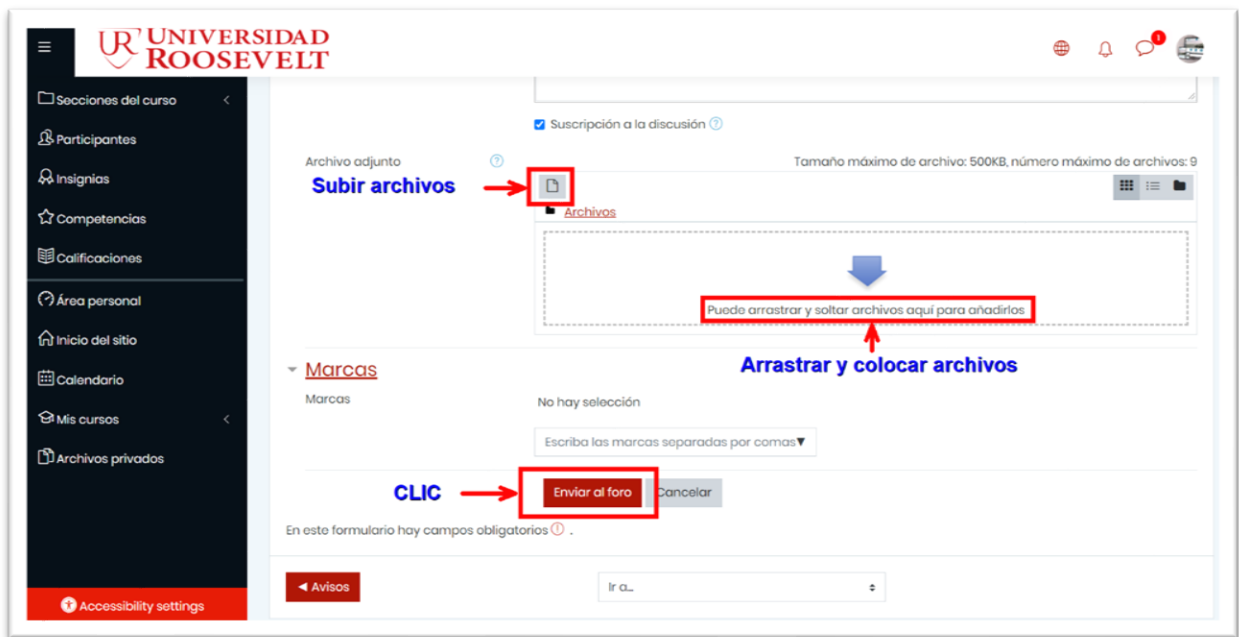 UR UNIVERSIDAD
ROOSEVELT
1
Secciones del curso
Participantes
Insignias
Competencias
Calificaciones
Área personal
Inicio del sitio
Calendario
Mis cursos
Archivos privados
Accessibility settings
Suscripción a la discusión
Archivo adjunto
Tamaño máximo de archivo: 500KB, número máximo de archivos: 9
Subir archivos
Archivos
Puede arrastrar y soltar archivos aquí para añadirlos
Arrastrar y colocar archivos
Marcas
Marcas
No hay selección
Escriba las marcas separadas por comas▼
CLIC
Enviar al foro
Cancelar
En este formulario hay campos obligatorios .
◄ Avisos
Ir a...